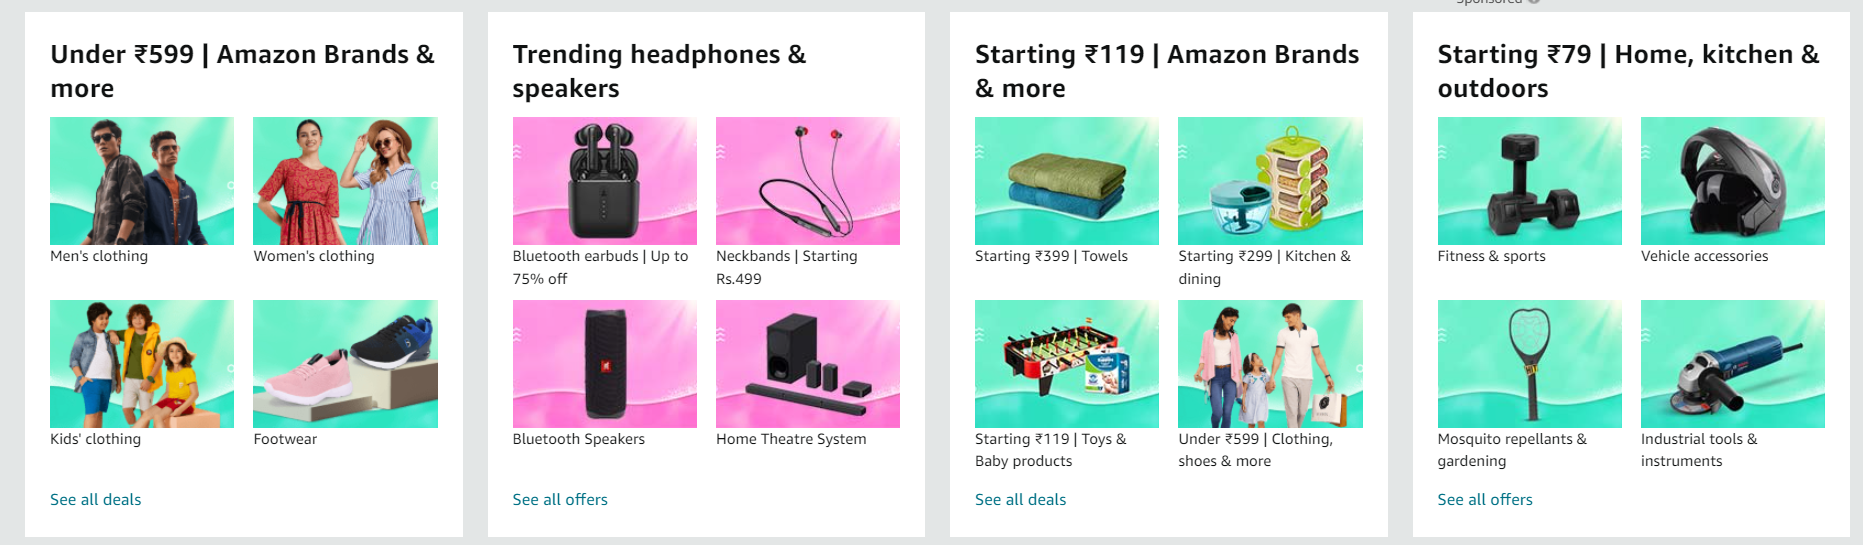 Sponsored
Under ₹599 | Amazon Brands &
more
Men's clothing
Women's clothing
Kids' clothing
Footwear
See all deals
Trending headphones &
speakers
Bluetooth earbuds | Up to
75% off
Neckbands | Starting
Rs.499
Bluetooth Speakers
Home Theatre System
See all offers
Starting ₹119 | Amazon Brands
& more
Starting ₹399 | Towels
Starting ₹299 | Kitchen &
dining
Starting ₹119 | Toys &
Baby products
Under ₹599 | Clothing,
shoes & more
See all deals
Starting ₹79 | Home, kitchen &
outdoors
Fitness & sports
Vehicle accessories
Mosquito repellants &
gardening
Industrial tools &
instruments
See all offers